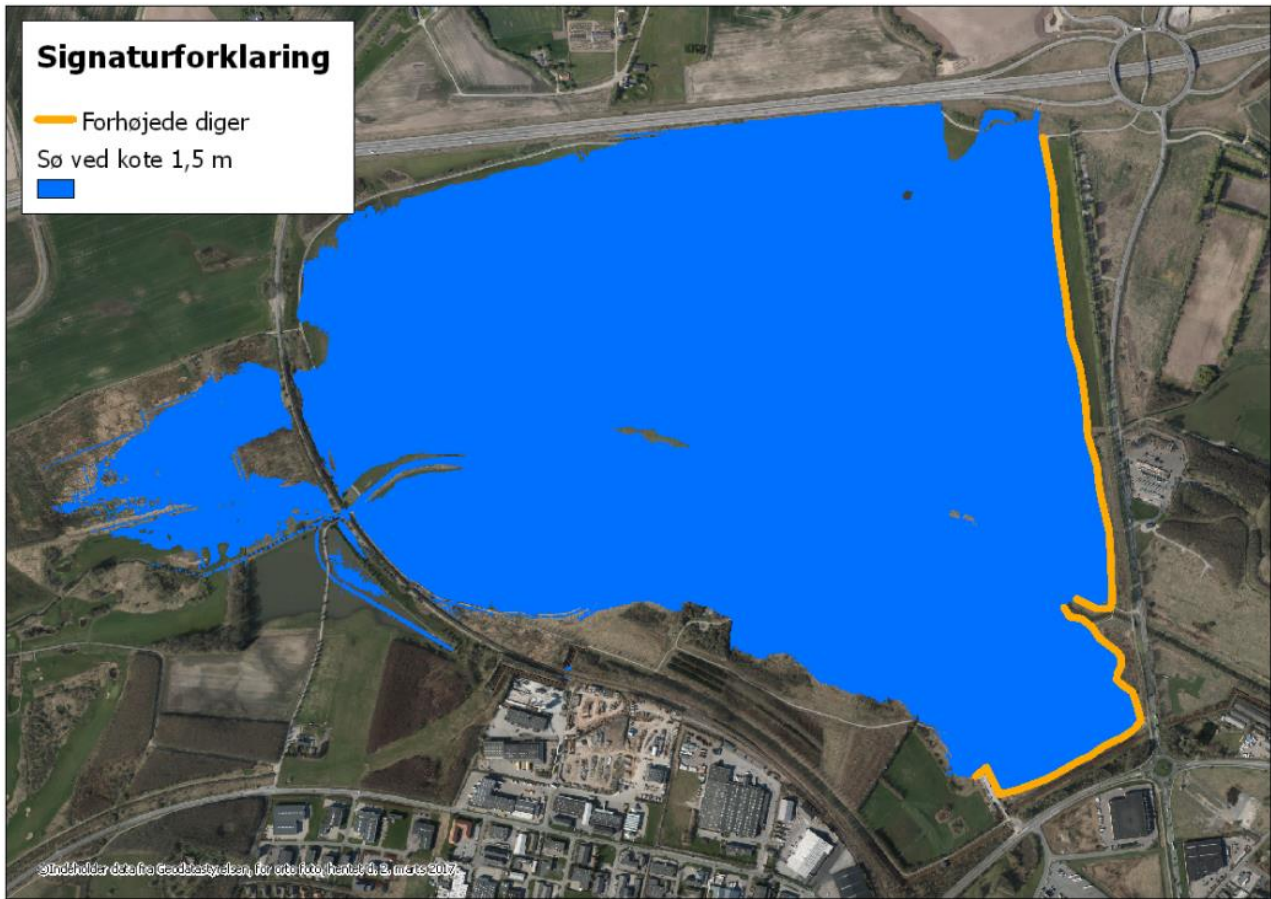 Signaturforklaring
Forhøjede diger
Sø ved kote 1,5 m
©Indeholder data fra Geodatastyrelsen, for orto foto, hentet d. 2. marts 2017.